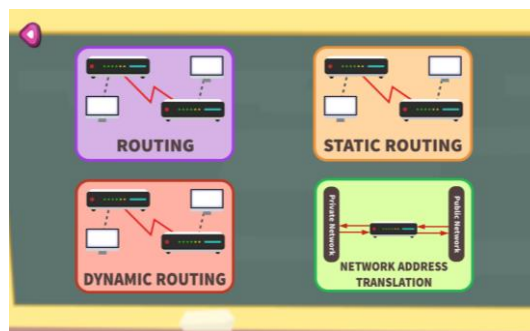 ROUTING
STATIC ROUTING
DYNAMIC ROUTING
Private Network
Public Network
NETWORK ADDRESS
TRANSLATION